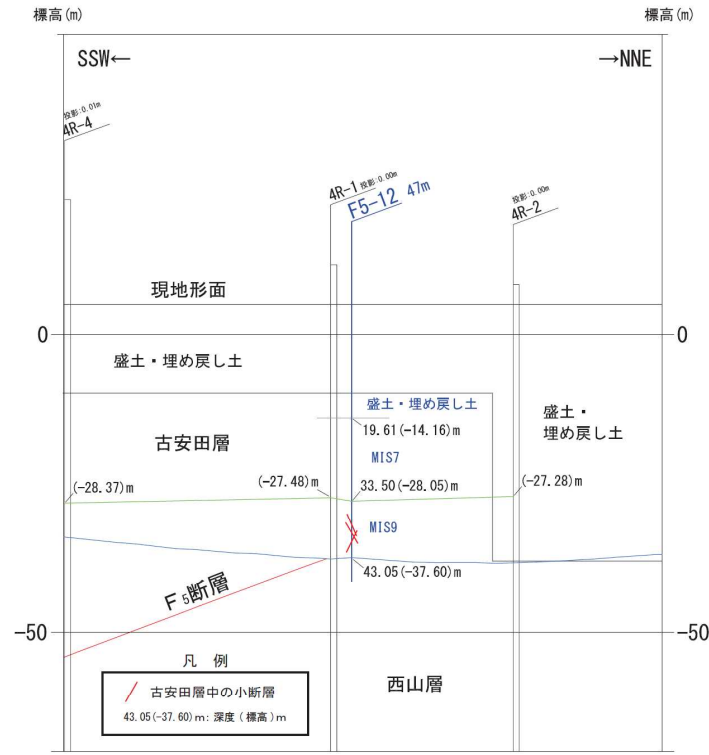 標高(m)
標高(m)
SSW←
→NNE
投影:0.01m
4R-4
4R-1 投影:0.00m
F5-12 47m
投影:0.00m
4R-2
現地形面
0
0
盛土・埋め戻し土
盛土・埋め戻し土
盛土・
埋め戻し土
19.61(-14.16)m
古安田層
MIS7
(-28.37)m
(-27.48)m
33.50(-28.05)m
(-27.28)m
MIS9
43.05(-37.60)m
F5断層
-50
-50
凡 例
古安田層中の小断層
43.05(-37.60)m:深度(標高)m
西山層